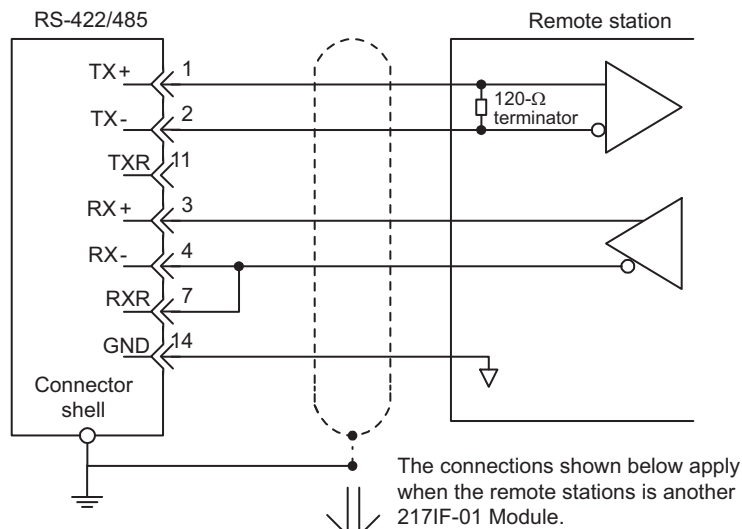 RS-422/485
Remote station
TX+ 1
TX- 2
TXR 11
RX+ 3
RX- 4
RXR 7
GND 14
120-Ω
terminator
Connector
shell
The connections shown below apply
when the remote stations is another
217IF-01 Module.